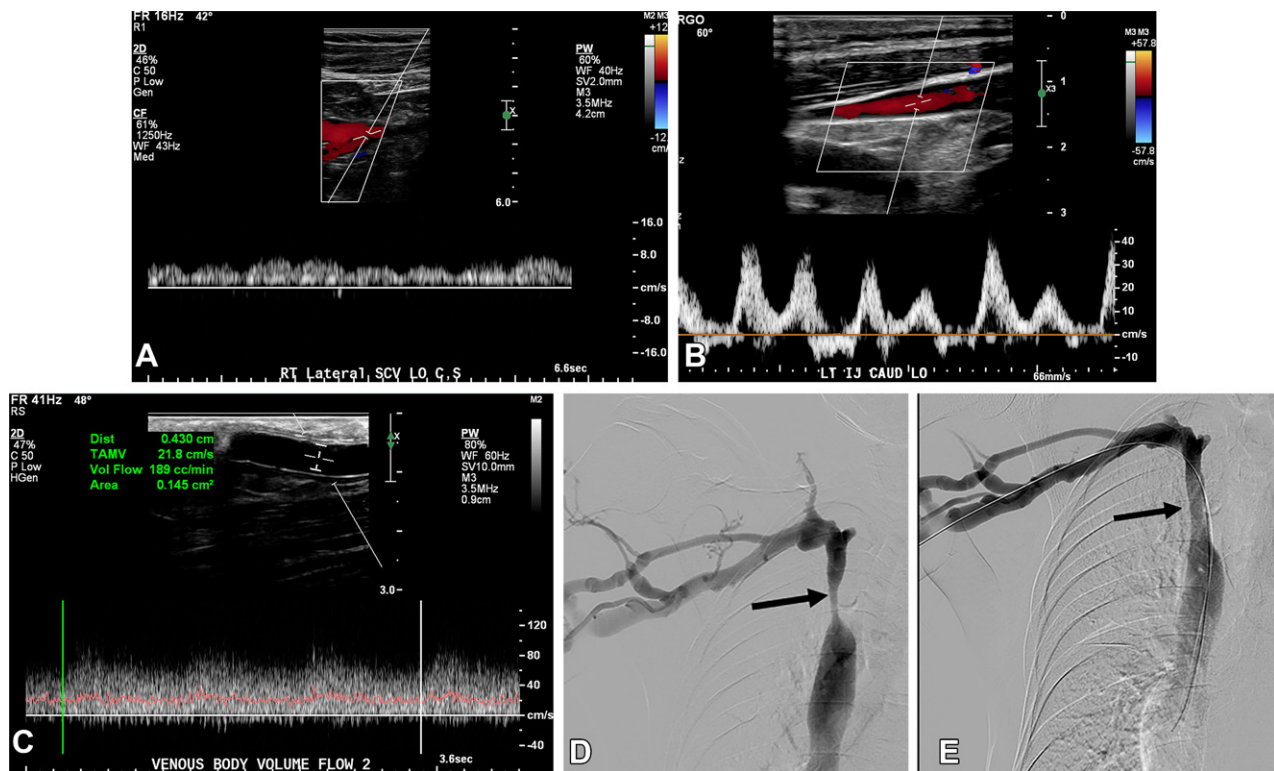 FR 16Hz 42°
R1
2D
46%
C 50
P Low
Gen
CF
61%
1250Hz
WF 43Hz
Med
M2 M3
+12
-12.
cm/s
PW
60%
WF 40Hz
SV2.0mm
M3
3.5MHz
4.2cm
X
6.0
16.0
8.0
cm/s
-8.0
-16.0
6.6sec
A
RT Lateral SCV LO C,S
RGO
60°
0
1
2
3
X3
M3 M3
+57.8
-57.8
cm/s
40
30
20
10
cm/s
-10
B
LT IJ CAUD LO
66mm/s
FR 41Hz 48°
RS
2D
47%
C 50
P Low
HGen
Dist 0.430 cm
TAMV 21.8 cm/s
Vol Flow 189 cc/min
Area 0.145 cm²
X
3.0
M2
PW
80%
WF 60Hz
SV10.0mm
M3
3.5MHz
0.9cm
120
80
40
cm/s
-40
3.6sec
C
VENOUS BODY VOLUME FLOW 2
D
E